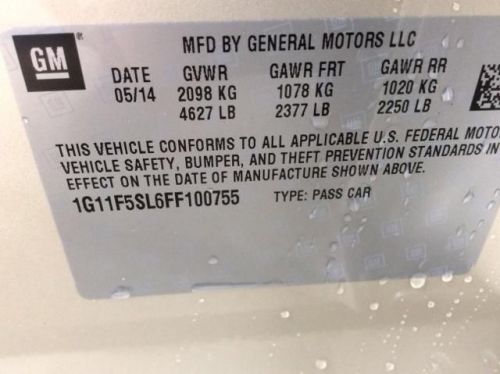 GM
MFD BY GENERAL MOTORS LLC
DATE GVWR GAWR FRT GAWR RR
05/14 2098 KG 1078 KG 1020 KG
4627 LB 2377 LB 2250 LB
THIS VEHICLE CONFORMS TO ALL APPLICABLE U.S. FEDERAL MOTOR
VEHICLE SAFETY, BUMPER, AND THEFT PREVENTION STANDARDS IN
EFFECT ON THE DATE OF MANUFACTURE SHOWN ABOVE.
1G11F5SL6FF100755 TYPE: PASS CAR